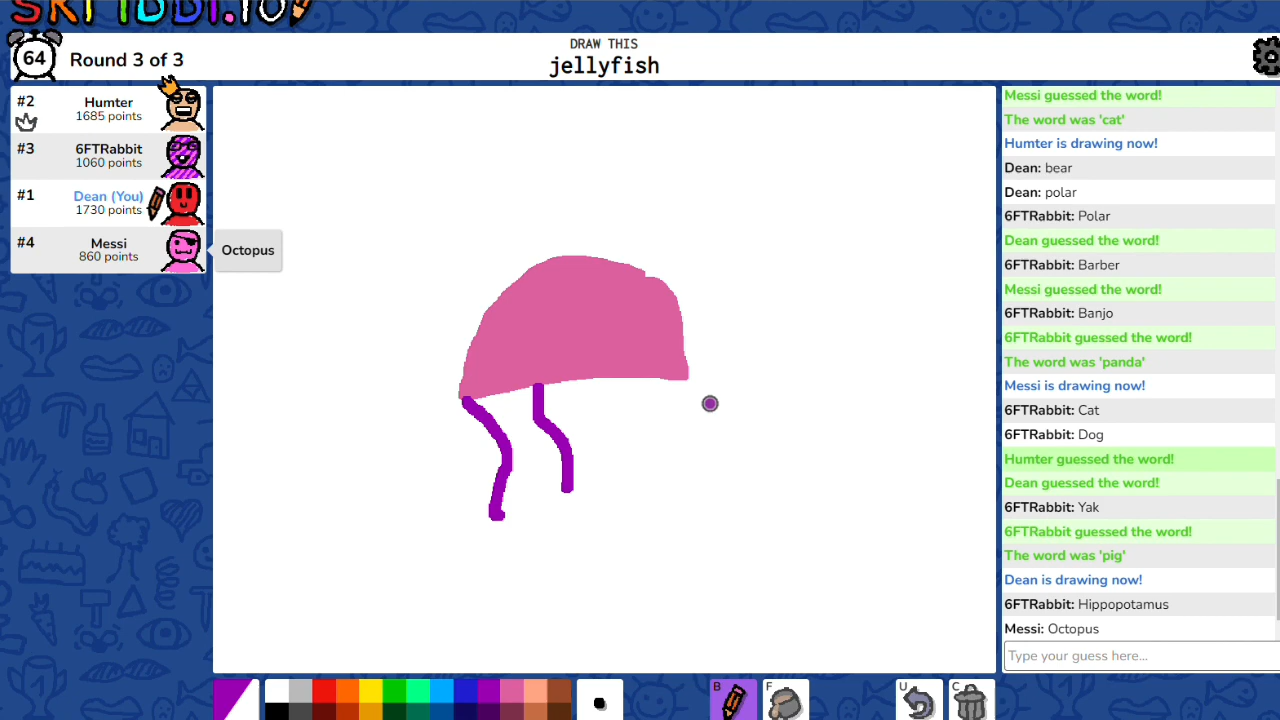 SKRIBBL.IO
64
Round 3 of 3
DRAW THIS
jellyfish
#2
Humter
1685 points
#3
6FTRabbit
1060 points
#1
Dean (You)
1730 points
#4
Messi
860 points
Octopus
Messi guessed the word!
The word was 'cat'
Humter is drawing now!
Dean: bear
Dean: polar
6FTRabbit: Polar
Dean guessed the word!
6FTRabbit: Barber
Messi guessed the word!
6FTRabbit: Banjo
6FTRabbit guessed the word!
The word was 'panda'
Messi is drawing now!
6FTRabbit: Cat
6FTRabbit: Dog
Humter guessed the word!
Dean guessed the word!
6FTRabbit: Yak
6FTRabbit guessed the word!
The word was 'pig'
Dean is drawing now!
6FTRabbit: Hippopotamus
Messi: Octopus
Type your guess here...
B
F
U
C